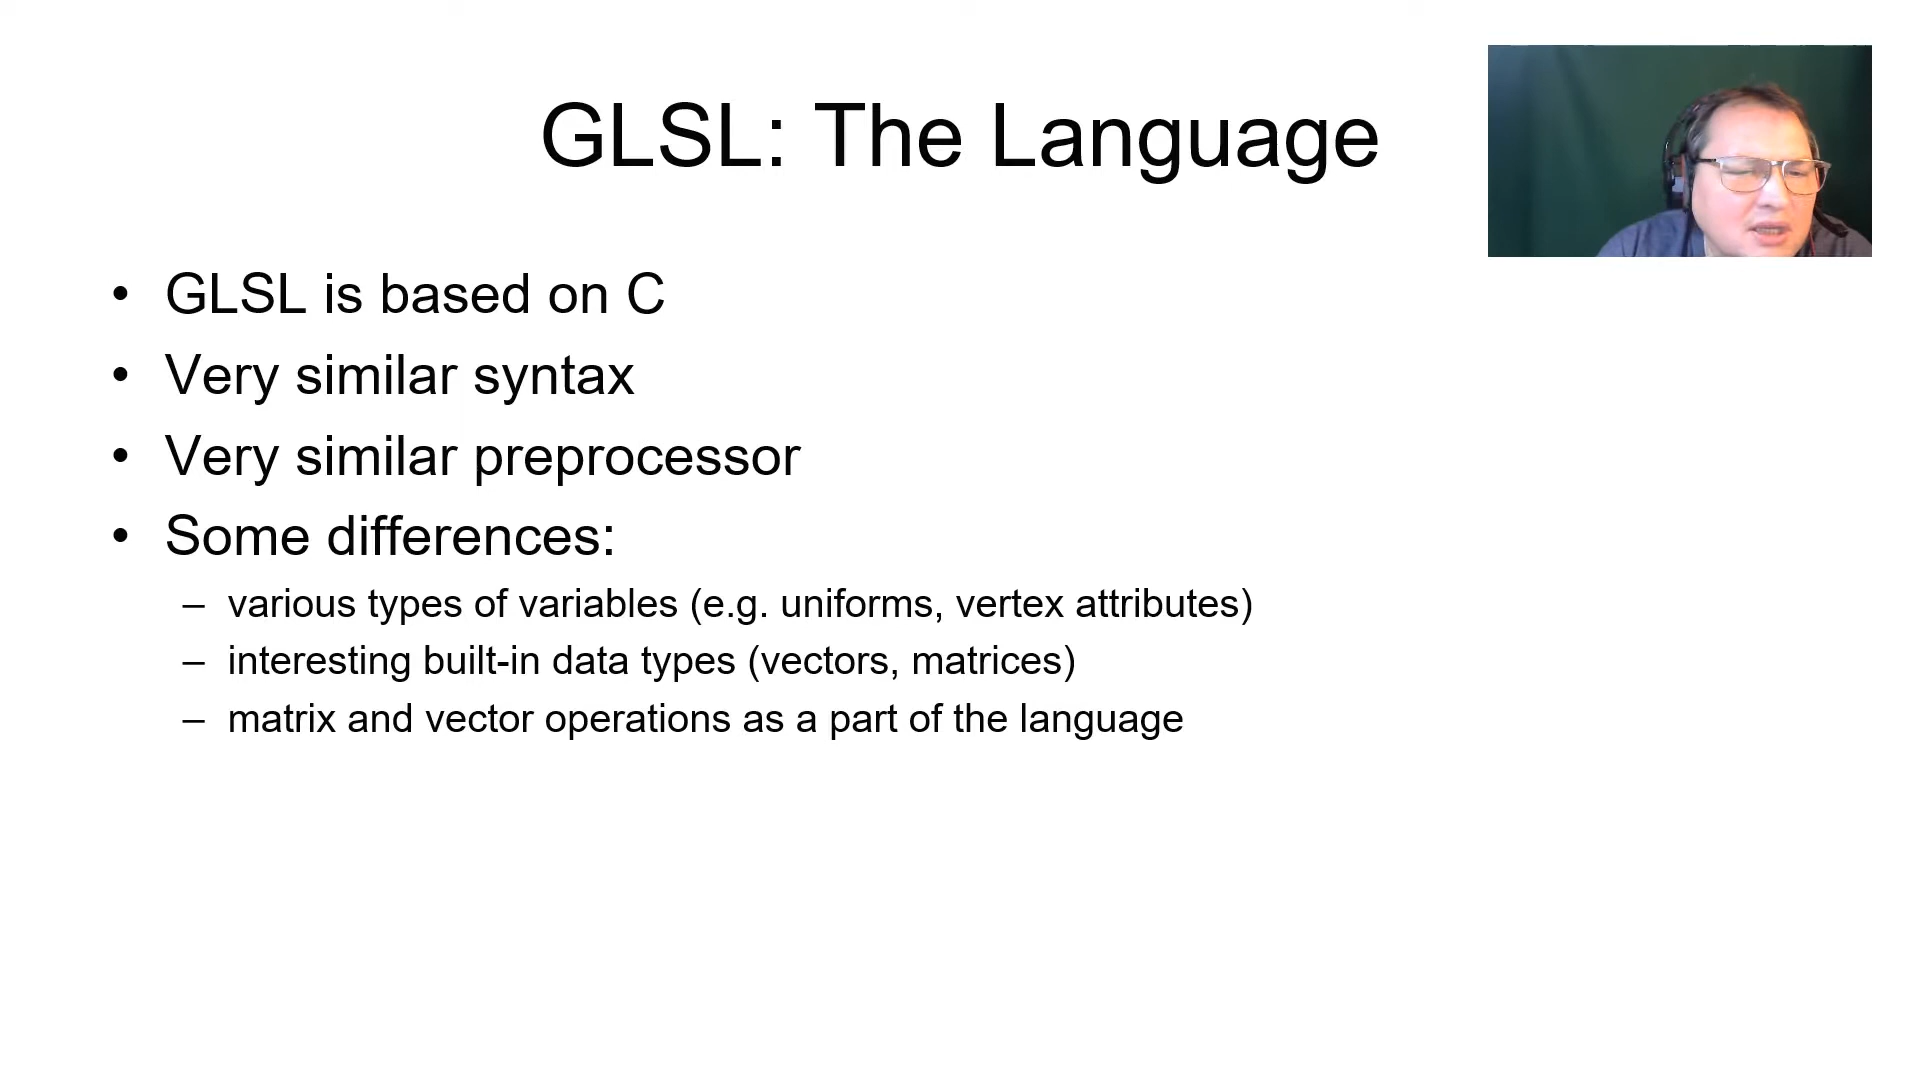 GLSL: The Language
• GLSL is based on C
• Very similar syntax
• Very similar preprocessor
• Some differences:
– various types of variables (e.g. uniforms, vertex attributes)
– interesting built-in data types (vectors, matrices)
– matrix and vector operations as a part of the language